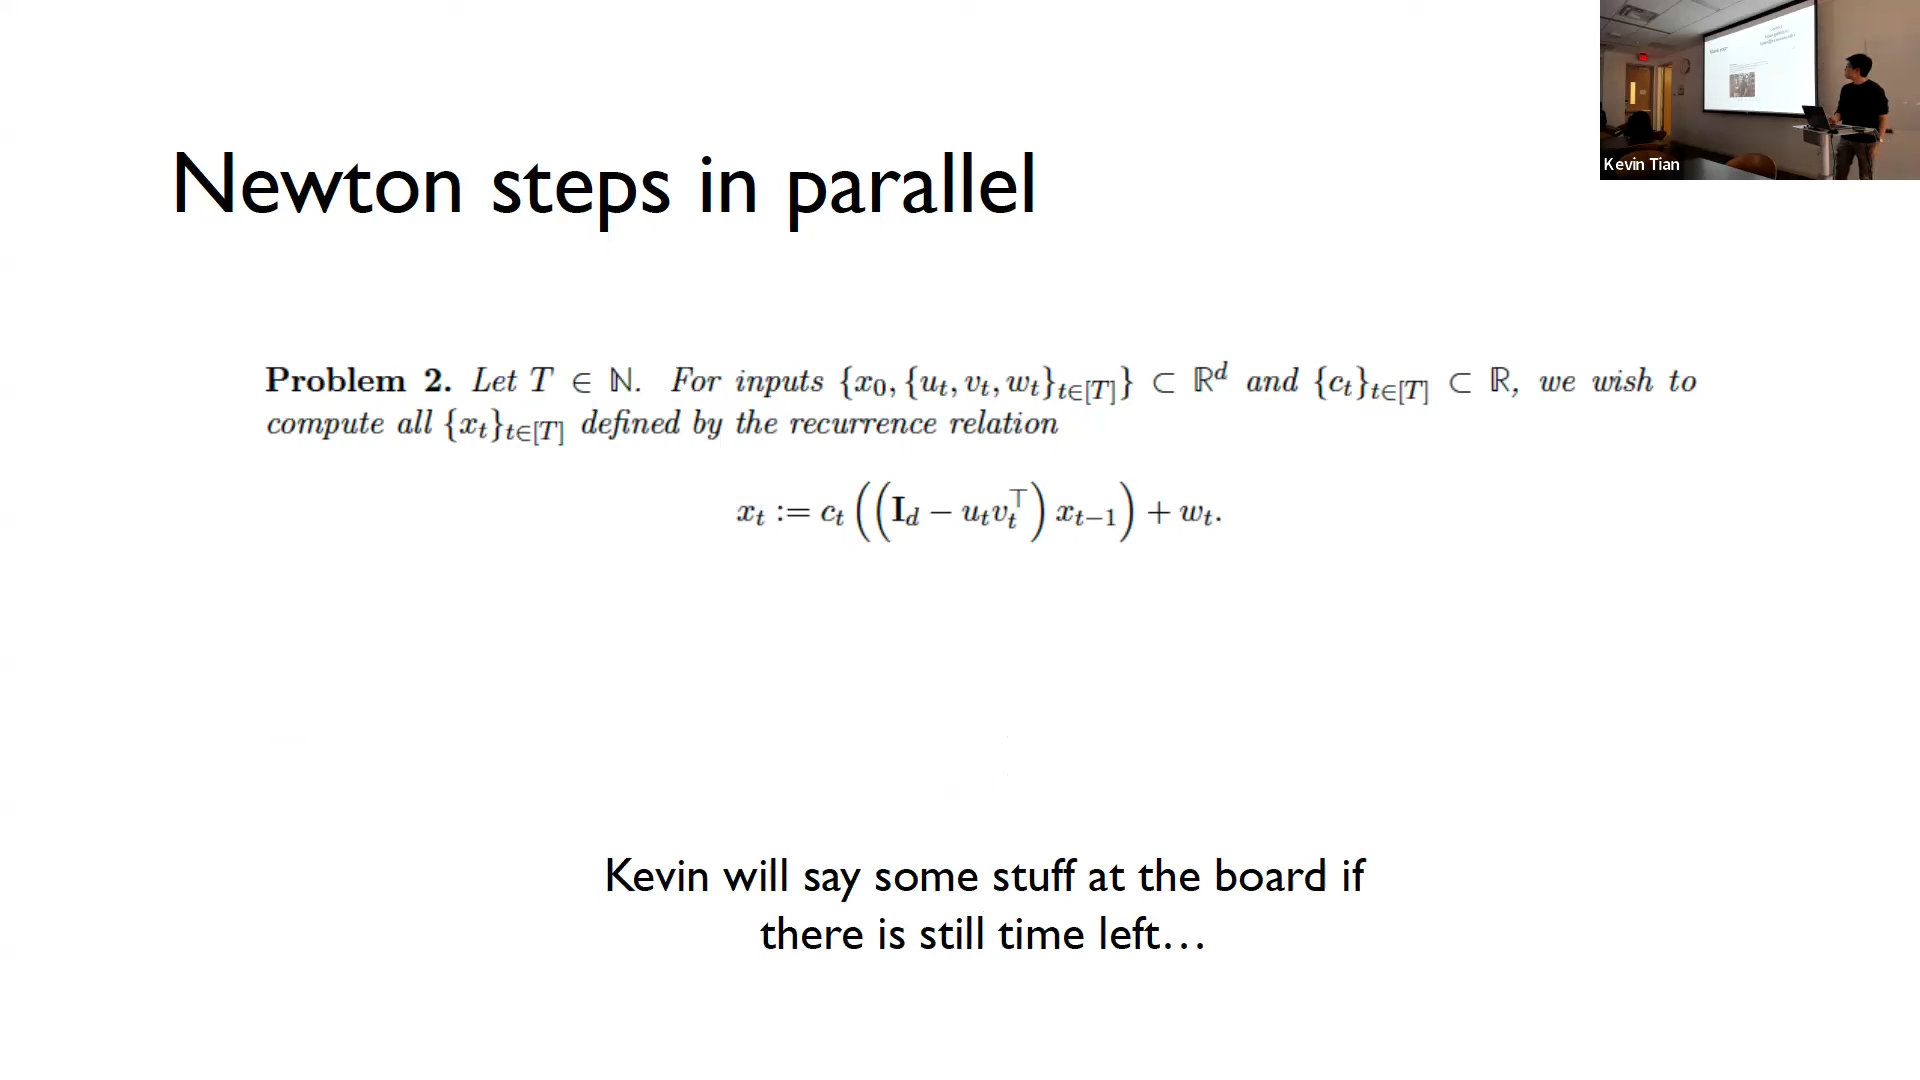 Newton steps in parallel
Kevin Tian
Problem 2. Let T ∈ ℕ. For inputs {x₀, {uₜ, vₜ, wₜ}ₜ∈[T]} ⊂ ℝᵈ and {cₜ}ₜ∈[T] ⊂ ℝ, we wish to
compute all {xₜ}ₜ∈[T] defined by the recurrence relation
xₜ := cₜ ((I_d − uₜvₜ⊤) xₜ₋₁) + wₜ.
Kevin will say some stuff at the board if
there is still time left…